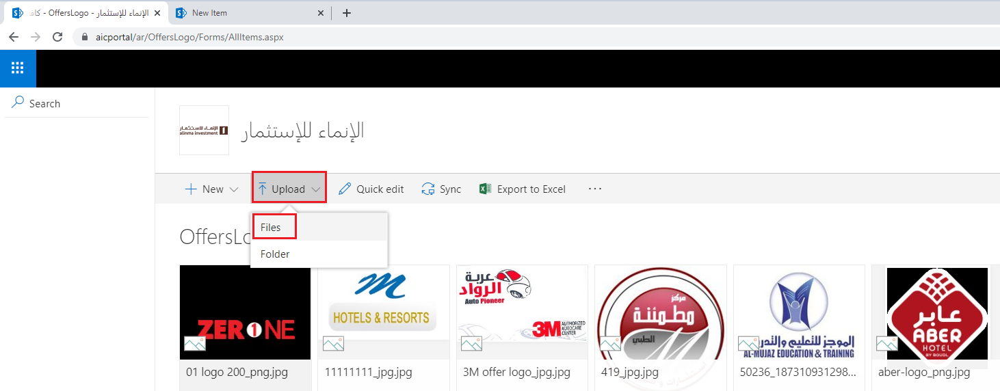 كاف - OffersLogo - الإنماء للإستثمار
New Item
aicportal/ar/OffersLogo/Forms/AllItems.aspx
Search
الإنماء للاستثمار
alinma investment
الإنماء للإستثمار
New
Upload
Quick edit
Sync
Export to Excel
Files
Folder
OffersLo
ZERONE
1
01 logo 200_png.jpg
m
HOTELS & RESORTS
11111111_jpg.jpg
عربة
الرواد
Auto Pioneer
3M AUTHORIZED
AUTOCARE
CENTER
3M offer logo_jpg.jpg
مركز
مطمئنة
الطبي
419_jpg.jpg
الموجز للتعليم والتدري
AL-MUJAZ EDUCATION & TRAINING
50236_187310931298...
عابر
ABER
HOTEL
BY BOUDL
aber-logo_png.jpg